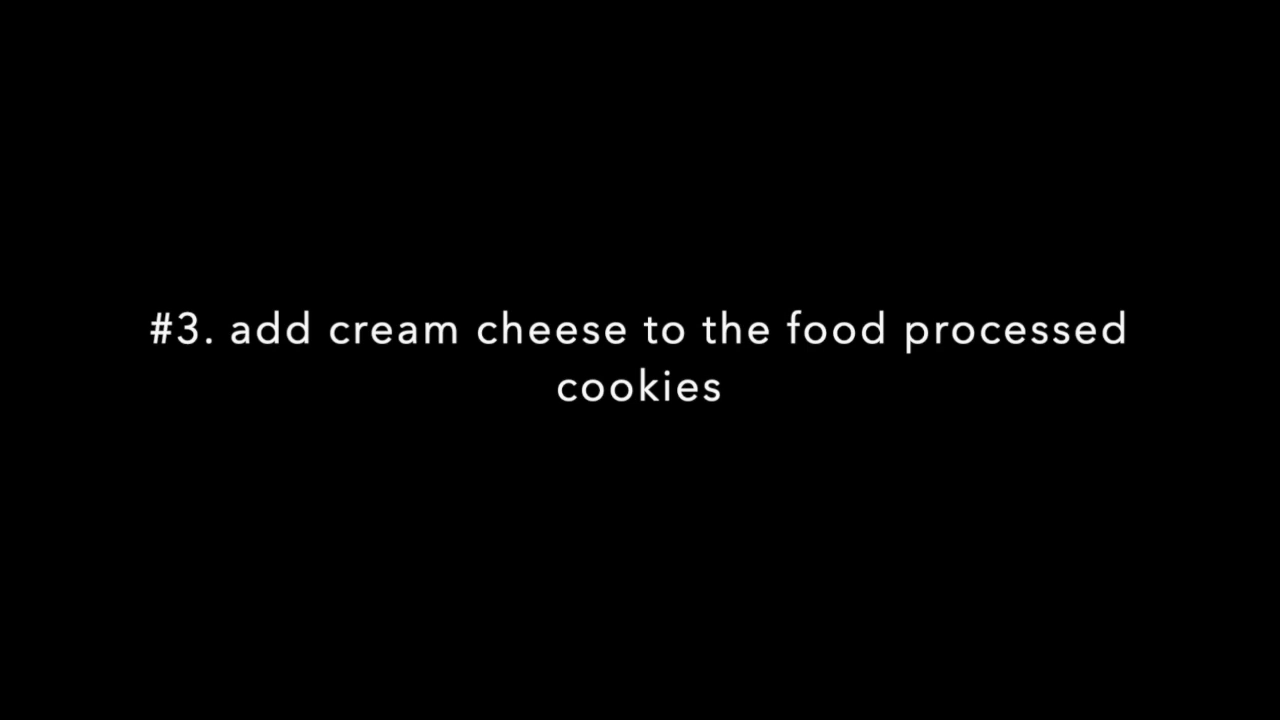 #3. add cream cheese to the food processed
cookies